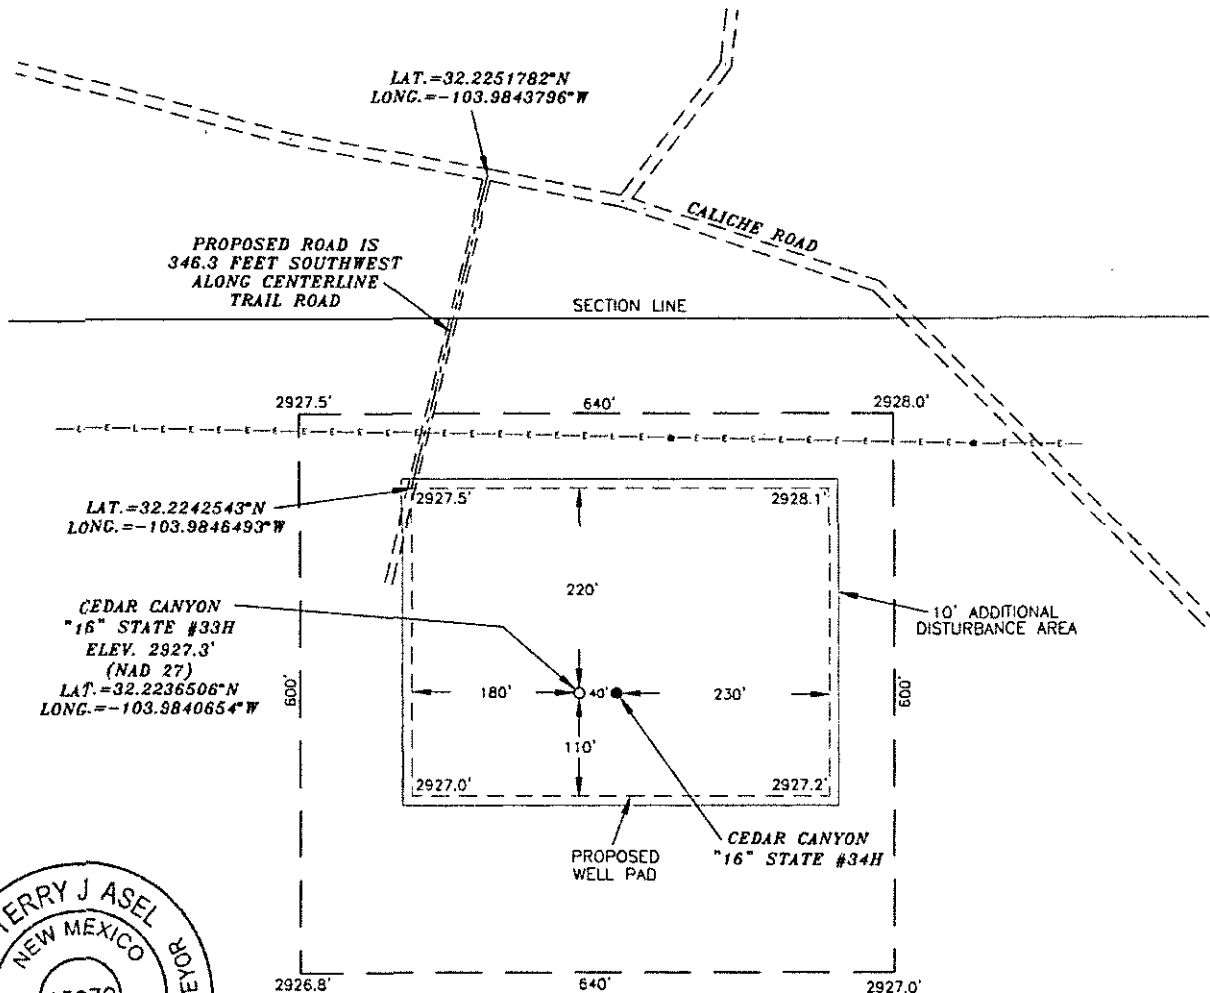 LAT.=32.2251782°N
LONG.=-103.9843796°W
CALICHE ROAD
PROPOSED ROAD IS
346.3 FEET SOUTHWEST
ALONG CENTERLINE
TRAIL ROAD
SECTION LINE
2927.5'
640'
2928.0'
E E E E E E E E E E E E E E E E E E E E E E E E E E E E E E
LAT.=32.2242543°N
LONG.=-103.9846493°W
2927.5'
2928.1'
220'
10' ADDITIONAL
DISTURBANCE AREA
CEDAR CANYON
"16" STATE #33H
ELEV. 2927.3'
(NAD 27)
LAT.=32.2236506°N
LONG.=-103.9840654°W
600'
180'
40'
230'
600'
110'
2927.0'
2927.2'
PROPOSED
WELL PAD
CEDAR CANYON
"16" STATE #34H
TERRY J ASEL
NEW MEXICO
2926.8'
640'
2927.0'